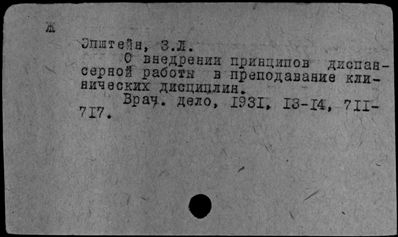 Ж
Эпштейн, З.Л.
О внедрении принципов диспан-
серной работы в преподавание кли-
нических дисциплин.
Врач. дело, 1931, 13-14, 711-
717.